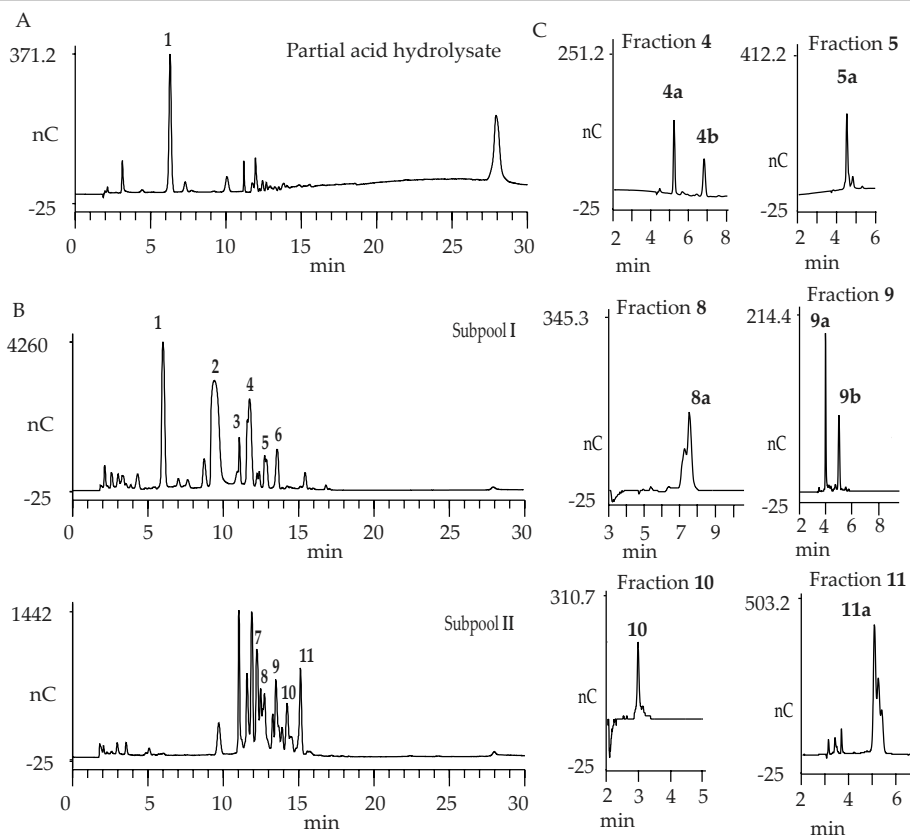 A
Partial acid hydrolysate
371.2
1
nC
-25
0 5 10 15 20 25 30
min
B
Subpool I
4260
1
2
3
4
5
6
nC
-25
0 5 10 15 20 25 30
min
Subpool II
1442
7
8
9
10
11
nC
-25
0 5 10 15 20 25 30
min
C
Fraction 4
251.2
4a
4b
nC
-25
2 4 6 8
min
Fraction 5
412.2
5a
nC
-25
2 4 6
min
Fraction 8
345.3
8a
nC
-25
3 5 7 9
min
Fraction 9
214.4
9a
9b
nC
-25
2 4 6 8
min
Fraction 10
310.7
10
nC
-25
2 3 4 5
min
Fraction 11
503.2
11a
nC
-25
2 4 6
min